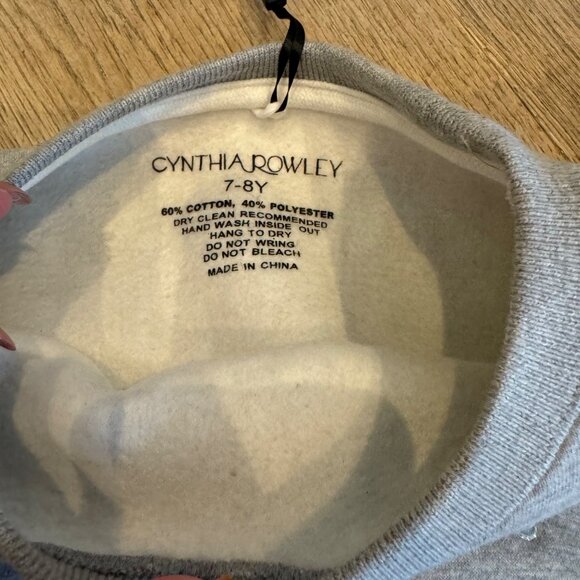 CYNTHIA ROWLEY
7-8Y
60% COTTON, 40% POLYESTER
DRY CLEAN RECOMMENDED
HAND WASH INSIDE OUT
HANG TO DRY
DO NOT WRING
DO NOT BLEACH
MADE IN CHINA